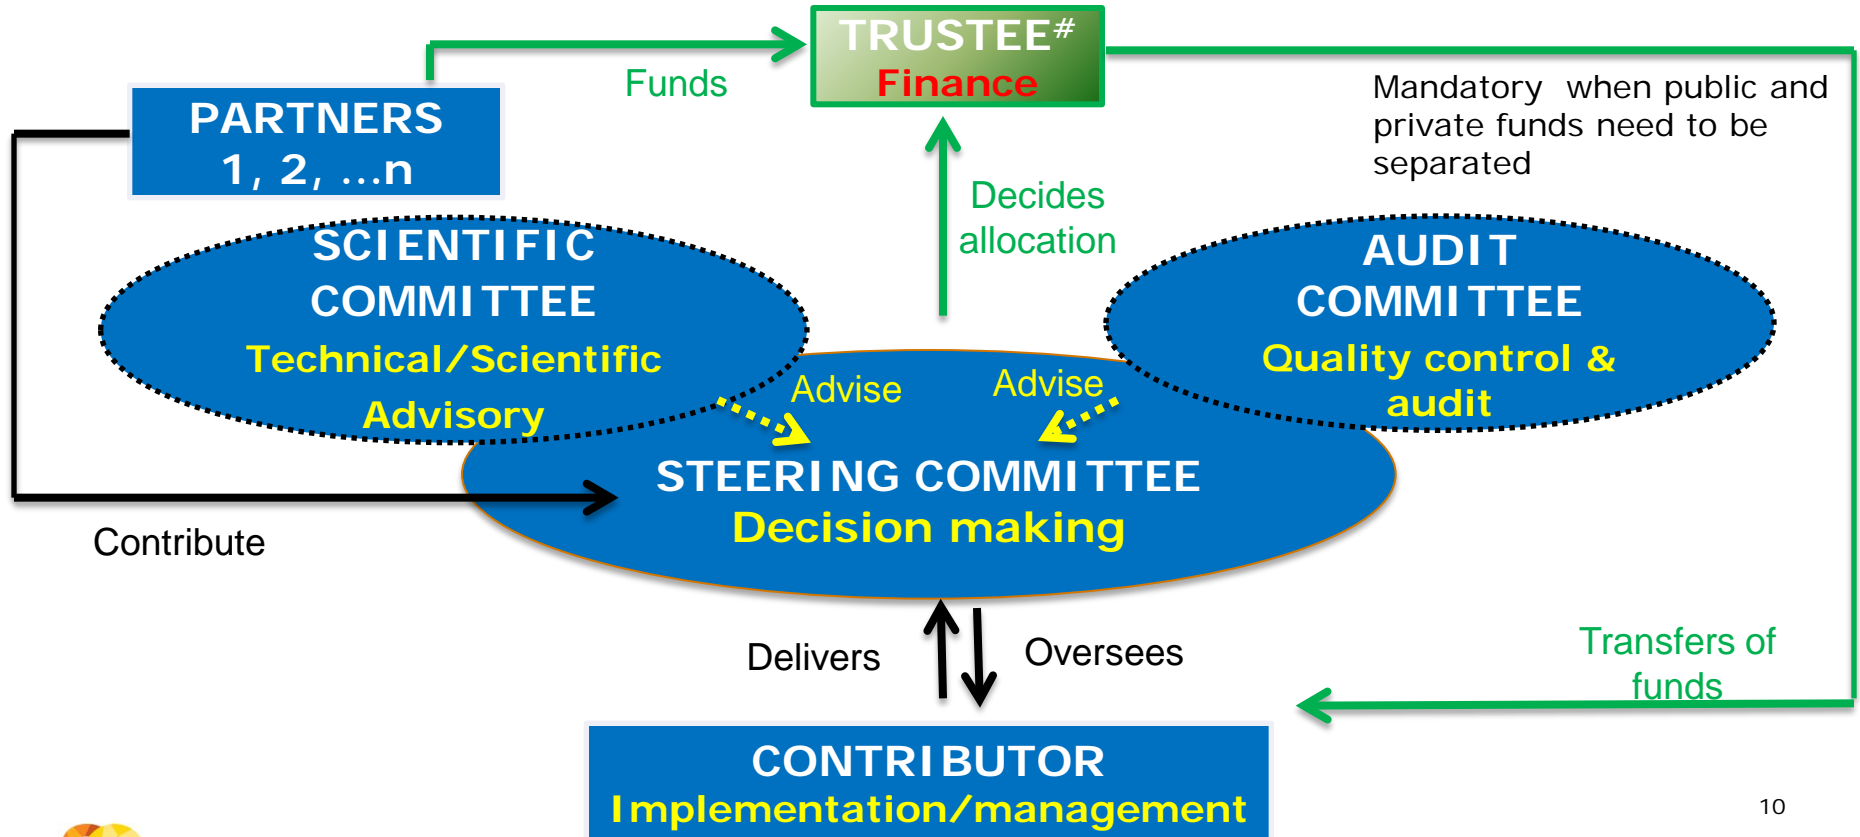 TRUSTEE#
Finance
Funds
PARTNERS
1, 2, …n
Mandatory when public and
private funds need to be
separated
Decides
allocation
SCIENTIFIC
COMMITTEE
Technical/Scientific
Advisory
AUDIT
COMMITTEE
Quality control &
audit
Advise
Advise
STEERING COMMITTEE
Decision making
Contribute
Delivers
Oversees
Transfers of
funds
CONTRIBUTOR
Implementation/management
10